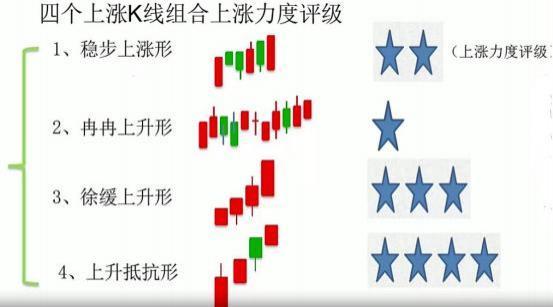 四个上涨K线组合上涨力度评级
1、稳步上涨形
（上涨力度评级
2、冉冉上升形
3、徐缓上升形
4、上升抵抗形